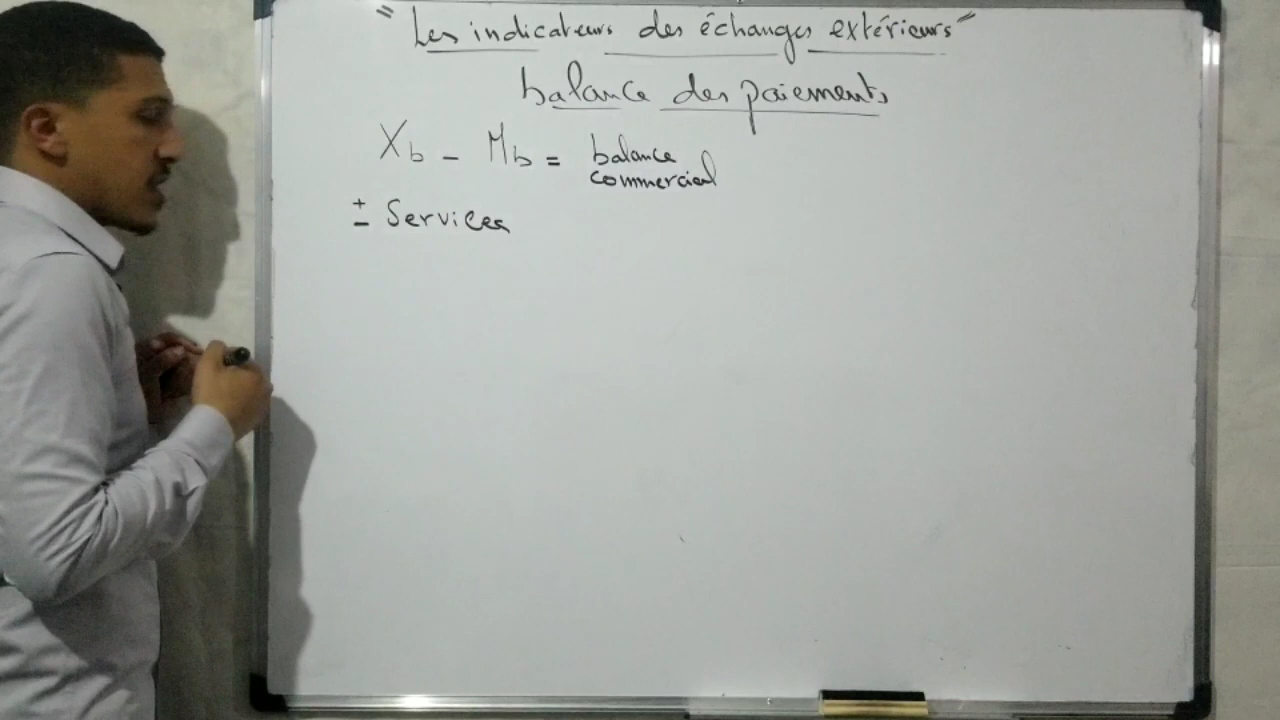 " Les indicateurs des échanges extérieurs "
balance des paiements
Xb - Mb = balance commercial
± Services